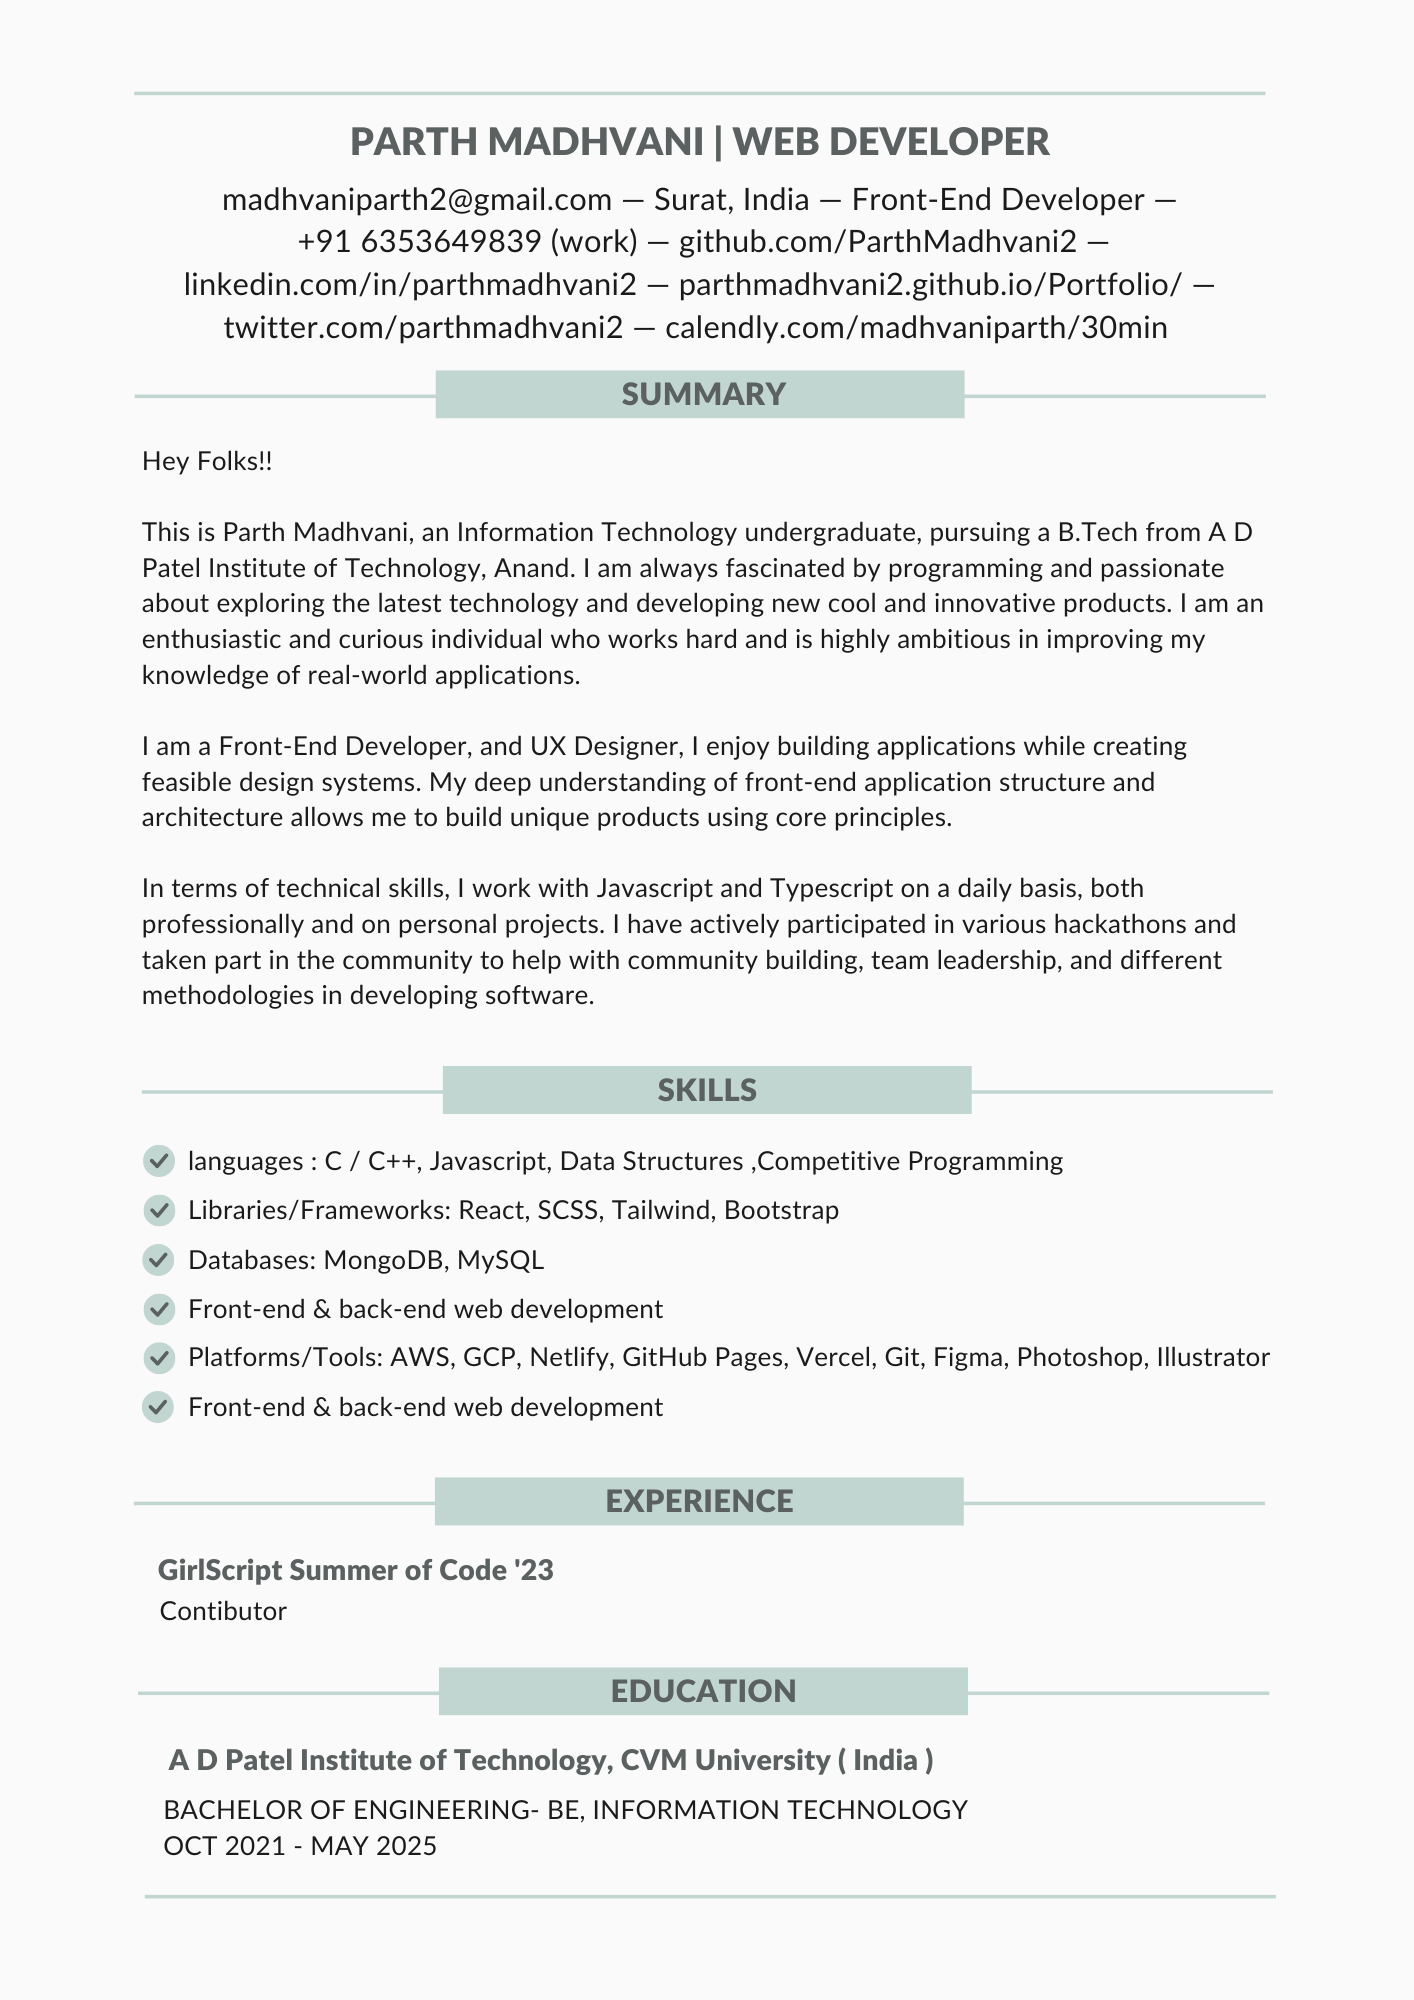 PARTH MADHVANI | WEB DEVELOPER
madhvaniparth2@gmail.com — Surat, India — Front-End Developer —
+91 6353649839 (work) — github.com/ParthMadhvani2 —
linkedin.com/in/parthmadhvani2 — parthmadhvani2.github.io/Portfolio/ —
twitter.com/parthmadhvani2 — calendly.com/madhvaniparth/30min
SUMMARY
Hey Folks!!
This is Parth Madhvani, an Information Technology undergraduate, pursuing a B.Tech from A D
Patel Institute of Technology, Anand. I am always fascinated by programming and passionate
about exploring the latest technology and developing new cool and innovative products. I am an
enthusiastic and curious individual who works hard and is highly ambitious in improving my
knowledge of real-world applications.
I am a Front-End Developer, and UX Designer, I enjoy building applications while creating
feasible design systems. My deep understanding of front-end application structure and
architecture allows me to build unique products using core principles.
In terms of technical skills, I work with Javascript and Typescript on a daily basis, both
professionally and on personal projects. I have actively participated in various hackathons and
taken part in the community to help with community building, team leadership, and different
methodologies in developing software.
SKILLS
languages : C / C++, Javascript, Data Structures ,Competitive Programming
Libraries/Frameworks: React, SCSS, Tailwind, Bootstrap
Databases: MongoDB, MySQL
Front-end & back-end web development
Platforms/Tools: AWS, GCP, Netlify, GitHub Pages, Vercel, Git, Figma, Photoshop, Illustrator
Front-end & back-end web development
EXPERIENCE
GirlScript Summer of Code '23
Contibutor
EDUCATION
A D Patel Institute of Technology, CVM University ( India )
BACHELOR OF ENGINEERING- BE, INFORMATION TECHNOLOGY
OCT 2021 - MAY 2025